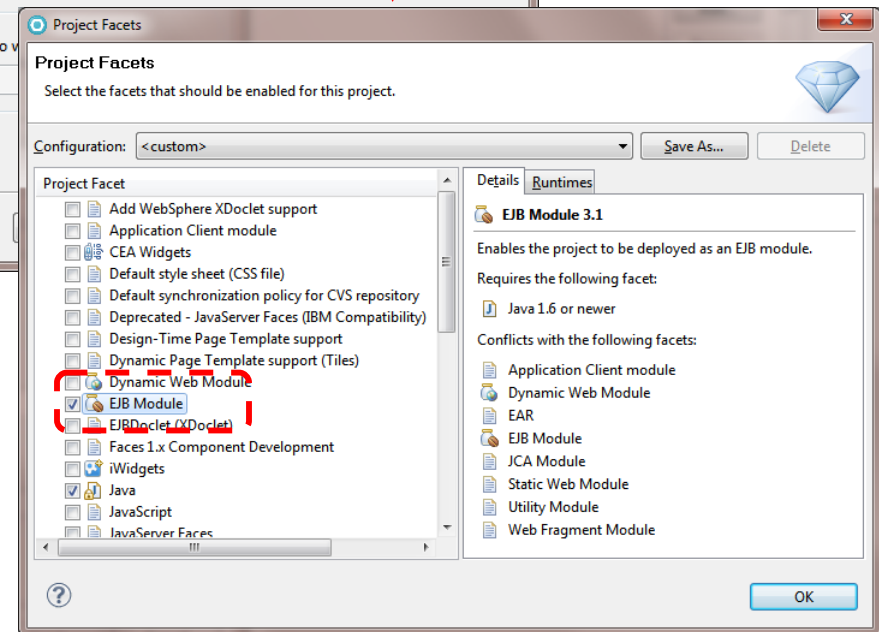 o w
Project Facets
Project Facets
Select the facets that should be enabled for this project.
Configuration: <custom> Save As... Delete
Project Facet
Add WebSphere XDoclet support
Application Client module
CEA Widgets
Default style sheet (CSS file)
Default synchronization policy for CVS repository
Deprecated - JavaServer Faces (IBM Compatibility)
Design-Time Page Template support
Dynamic Page Template support (Tiles)
Dynamic Web Module
EJB Module
EJBDoclet (XDoclet)
Faces 1.x Component Development
iWidgets
Java
JavaScript
JavaServer Faces
Details Runtimes
EJB Module 3.1
Enables the project to be deployed as an EJB module.
Requires the following facet:
Java 1.6 or newer
Conflicts with the following facets:
Application Client module
Dynamic Web Module
EAR
EJB Module
JCA Module
Static Web Module
Utility Module
Web Fragment Module
?
OK